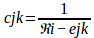 cjk = 1 / (ℜi − ejk)